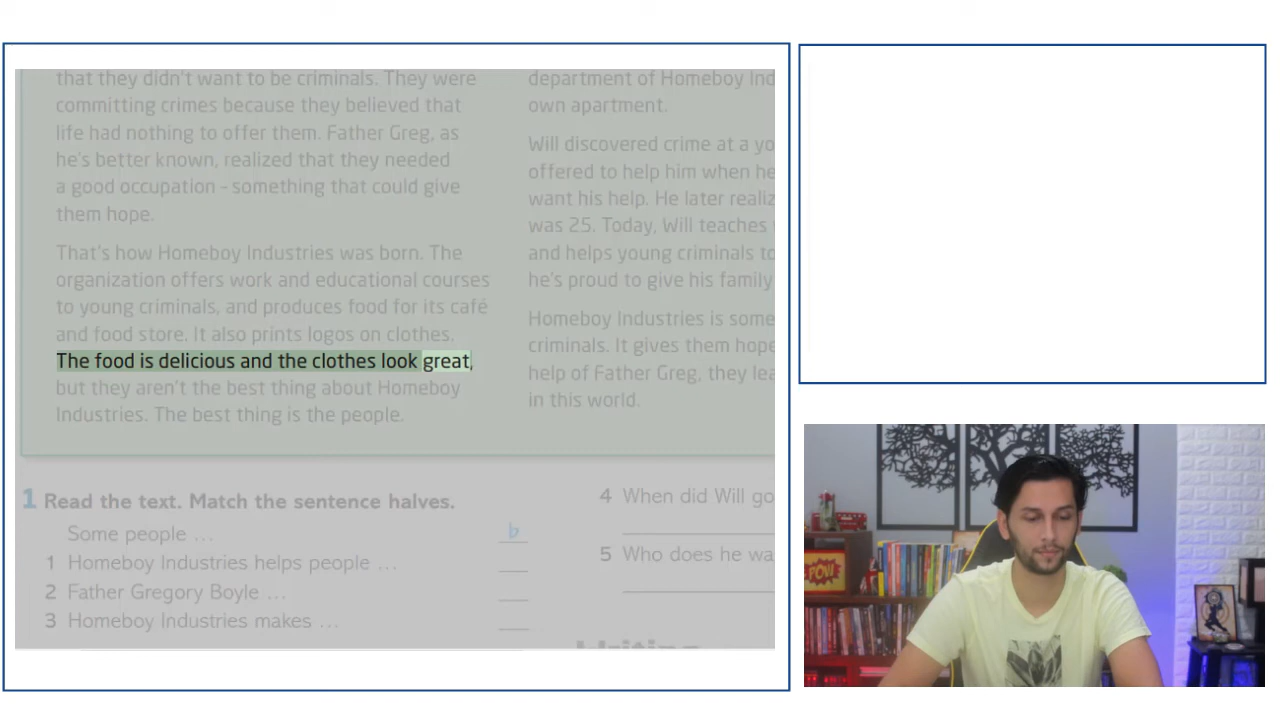 that they didn't want to be criminals. They were
committing crimes because they believed that
life had nothing to offer them. Father Greg, as
he's better known, realized that they needed
a good occupation – something that could give
them hope.
That's how Homeboy Industries was born. The
organization offers work and educational courses
to young criminals, and produces food for its café
and food store. It also prints logos on clothes.
The food is delicious and the clothes look great,
but they aren't the best thing about Homeboy
Industries. The best thing is the people.
department of Homeboy Ind
own apartment.
Will discovered crime at a yo
offered to help him when he
want his help. He later realiz
was 25. Today, Will teaches
and helps young criminals to
he's proud to give his family
Homeboy Industries is some
criminals. It gives them hope
help of Father Greg, they lea
in this world.
1 Read the text. Match the sentence halves.
Some people … b
1 Homeboy Industries helps people …
2 Father Gregory Boyle …
3 Homeboy Industries makes …
4 When did Will go
5 Who does he wa
POW!